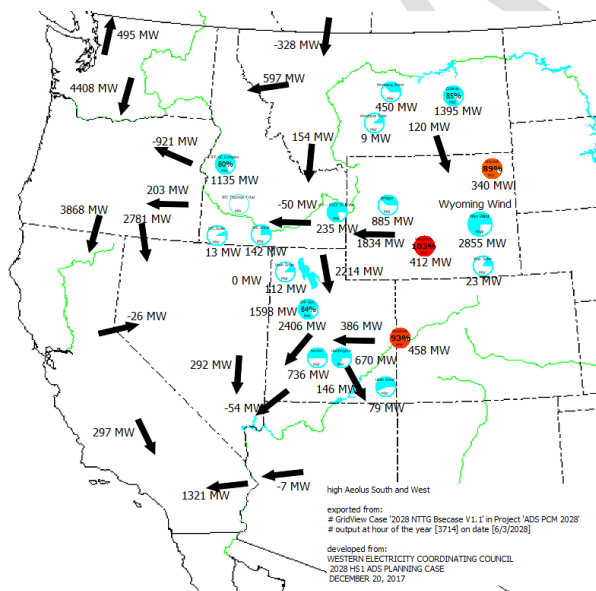 495 MW
-328 MW
4408 MW
597 MW
450 MW
85%
1395 MW
9 MW
120 MW
154 MW
-921 MW
80%
1135 MW
89%
340 MW
203 MW
-50 MW
Wyoming Wind
3868 MW
2781 MW
235 MW
885 MW
1834 MW
2855 MW
13 MW
142 MW
103%
412 MW
23 MW
0 MW
112 MW
2214 MW
1598 MW
84%
2406 MW
386 MW
93%
458 MW
-26 MW
292 MW
736 MW
670 MW
146 MW
79 MW
-54 MW
297 MW
1321 MW
-7 MW
high Aeolus South and West
exported from:
# GridView Case '2028 NTTG Bsecase V1.1' in Project 'ADS PCM 2028'
# output at hour of the year [3714] on date [6/3/2028]
developed from:
WESTERN ELECTRICITY COORDINATING COUNCIL
2028 HS1 ADS PLANNING CASE
DECEMBER 20, 2017